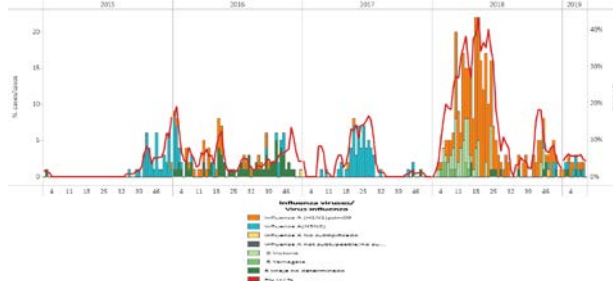 2015 2016 2017 2018 2019
20 40%
15 30%
10 20%
5 10%
0 0%
4 11 18 25 32 39 46 4 11 18 25 32 39 46 4 11 18 25 32 39 46 4 11 18 25 32 39 46 4
Influenza viruses/
Virus influenza
Influenza A(H3N2)
Influenza A No subtipificado
B Victoria
B Yamagata
B linaje no determinado